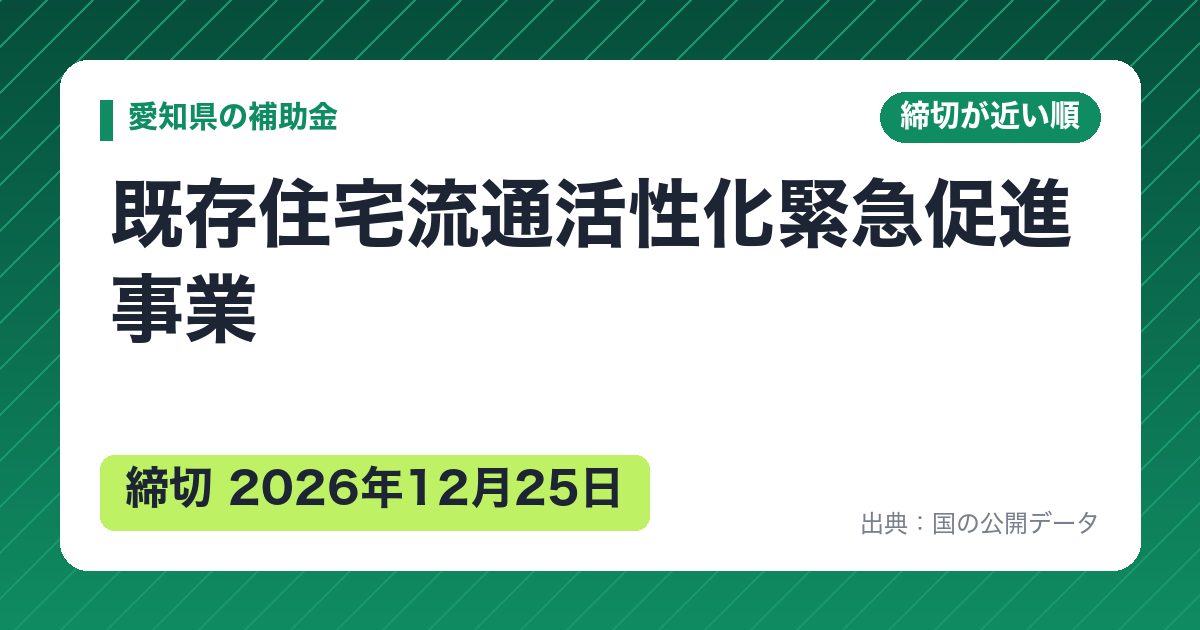 愛知県の補助金
締切が近い順
既存住宅流通活性化緊急促進
事業
締切 2026年12月25日
出典：国の公開データ